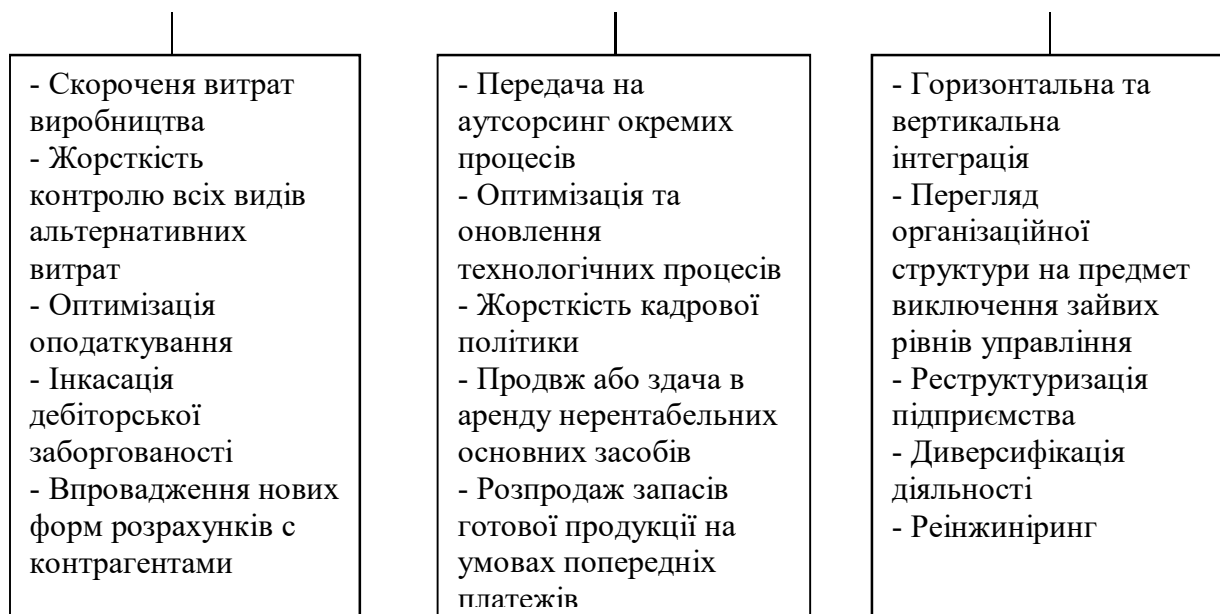 - Скороченя витрат
виробництва
- Жорсткість
контролю всіх видів
альтернативних
витрат
- Оптимізація
оподаткування
- Інкасація
дебіторської
заборгованості
- Впровадження нових
форм розрахунків с
контрагентами
- Передача на
аутсорсинг окремих
процесів
- Оптимізація та
оновлення
технологічних процесів
- Жорсткість кадрової
політики
- Продвж або здача в
аренду нерентабельних
основних засобів
- Розпродаж запасів
готової продукції на
умовах попередніх
платежів
- Горизонтальна та
вертикальна
інтеграція
- Перегляд
організаційної
структури на предмет
виключення зайвих
рівнів управління
- Реструктуризація
підприємства
- Диверсифікація
діяльності
- Реінжиніринг